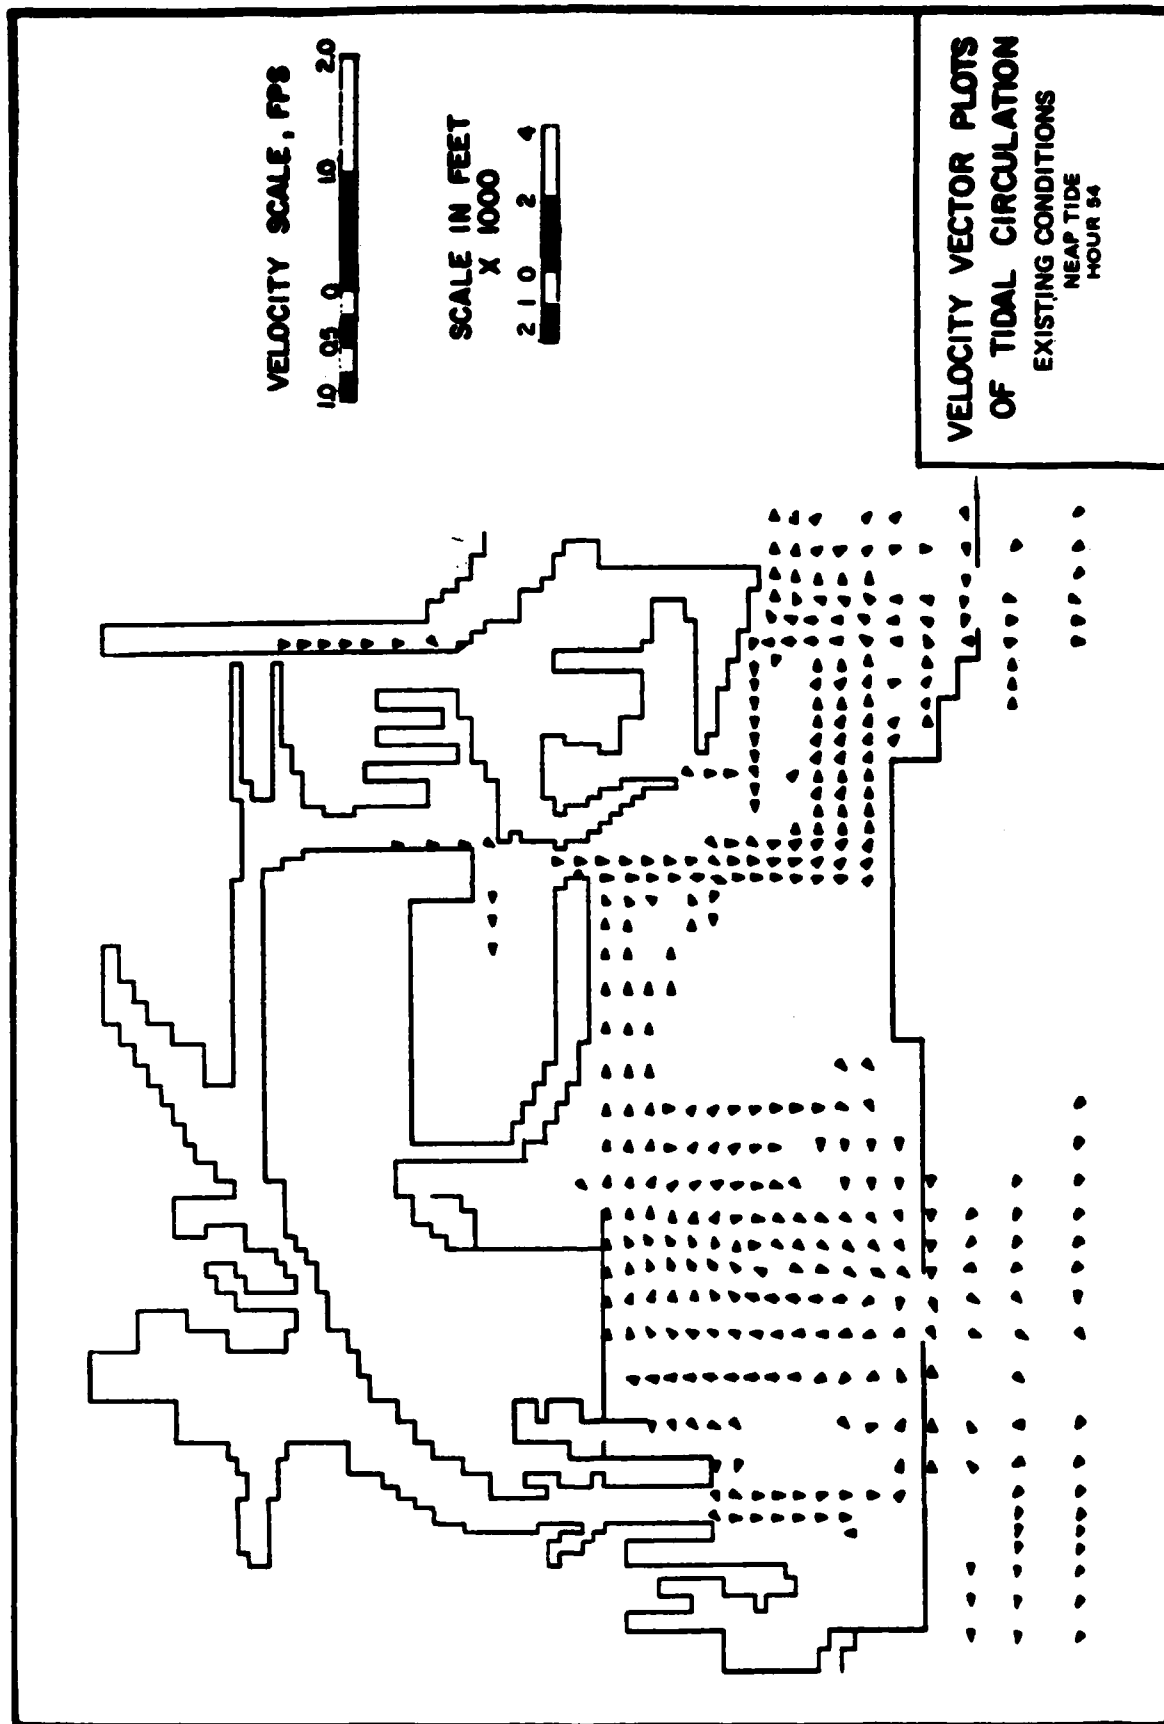 VELOCITY SCALE, FPS
1.0 0.5 0 1.0 2.0
SCALE IN FEET
X 1000
2 1 0 2 4
VELOCITY VECTOR PLOTS
OF TIDAL CIRCULATION
EXISTING CONDITIONS
NEAP TIDE
HOUR 54